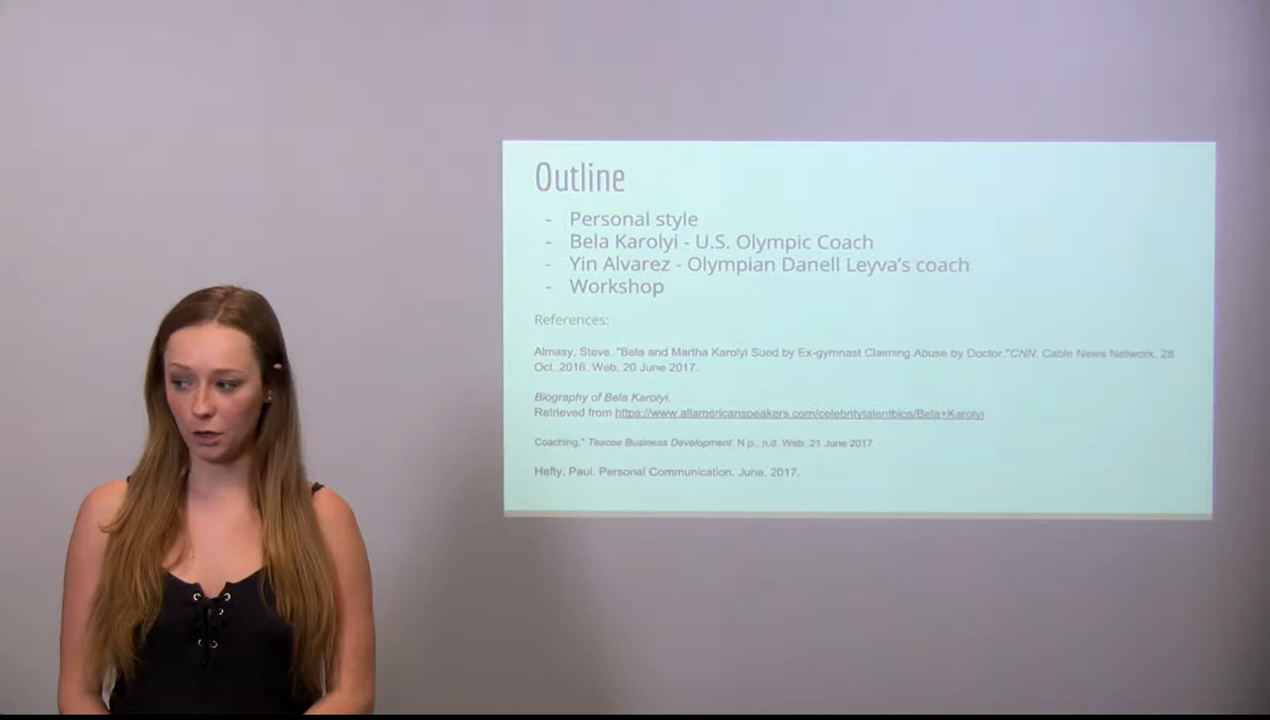 Outline
- Personal style
- Bela Karolyi - U.S. Olympic Coach
- Yin Alvarez - Olympian Danell Leyva's coach
- Workshop
References:
Almasy, Steve. "Bela and Martha Karolyi Sued by Ex-gymnast Claiming Abuse by Doctor."CNN. Cable News Network, 28
Oct. 2016. Web. 20 June 2017.
Biography of Bela Karolyi.
Retrieved from https://www.allamericanspeakers.com/celebritytalentbios/Bela+Karolyi
Coaching." Teacee Business Development. N.p., n.d. Web. 21 June 2017
Hefty, Paul. Personal Communication. June. 2017.